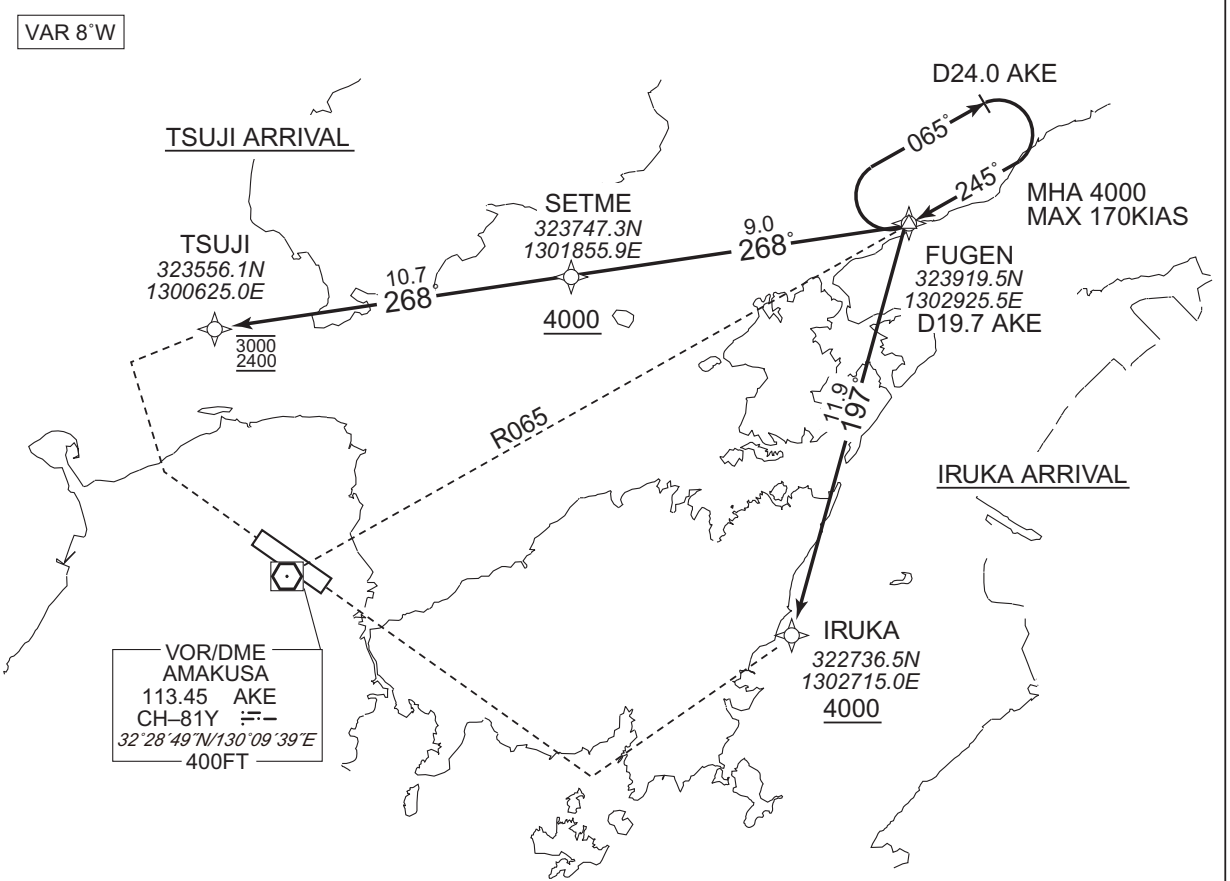 VAR 8°W
D24.0 AKE
TSUJI ARRIVAL
065°
245°
MHA 4000
MAX 170KIAS
SETME
323747.3N
1301855.9E
9.0
268°
TSUJI
323556.1N
1300625.0E
10.7
268°
FUGEN
323919.5N
1302925.5E
D19.7 AKE
4000
3000
2400
11.9
197°
R065
IRUKA ARRIVAL
IRUKA
322736.5N
1302715.0E
4000
VOR/DME
AMAKUSA
113.45 AKE
CH–81Y
32°28´49˝N/130°09´39˝E
400FT